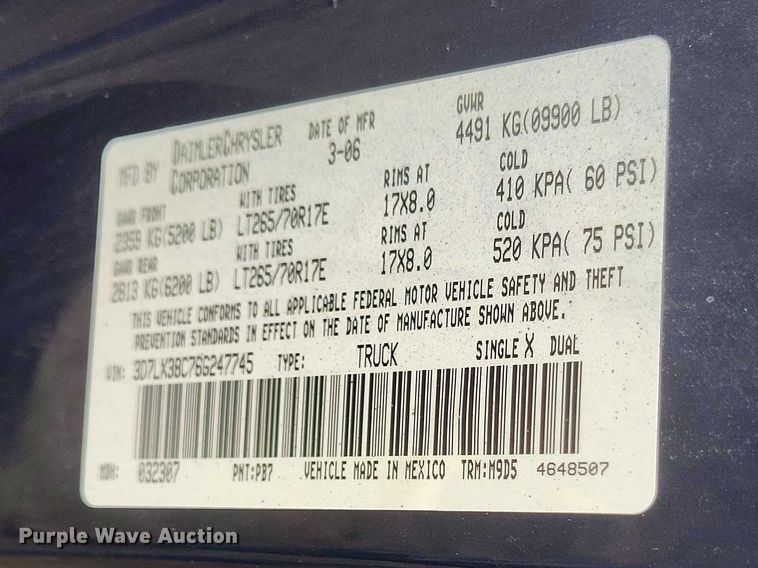 MFD BY DAIMLERCHRYSLER CORPORATION DATE OF MFR 3-06 GVWR 4491 KG(09900 LB)
GAWR FRONT WITH TIRES RIMS AT COLD
2359 KG(5200 LB) LT265/70R17E 17X8.0 410 KPA( 60 PSI)
GAWR REAR WITH TIRES RIMS AT COLD
2813 KG(6200 LB) LT265/70R17E 17X8.0 520 KPA( 75 PSI)
THIS VEHICLE CONFORMS TO ALL APPLICABLE FEDERAL MOTOR VEHICLE SAFETY AND THEFT
PREVENTION STANDARDS IN EFFECT ON THE DATE OF MANUFACTURE SHOWN ABOVE.
VIN: 3D7LX38C76G247745 TYPE: TRUCK SINGLE X DUAL
MDH: 032307 PNT:PB7 VEHICLE MADE IN MEXICO TRM:M9D5 4648507
Purple Wave Auction